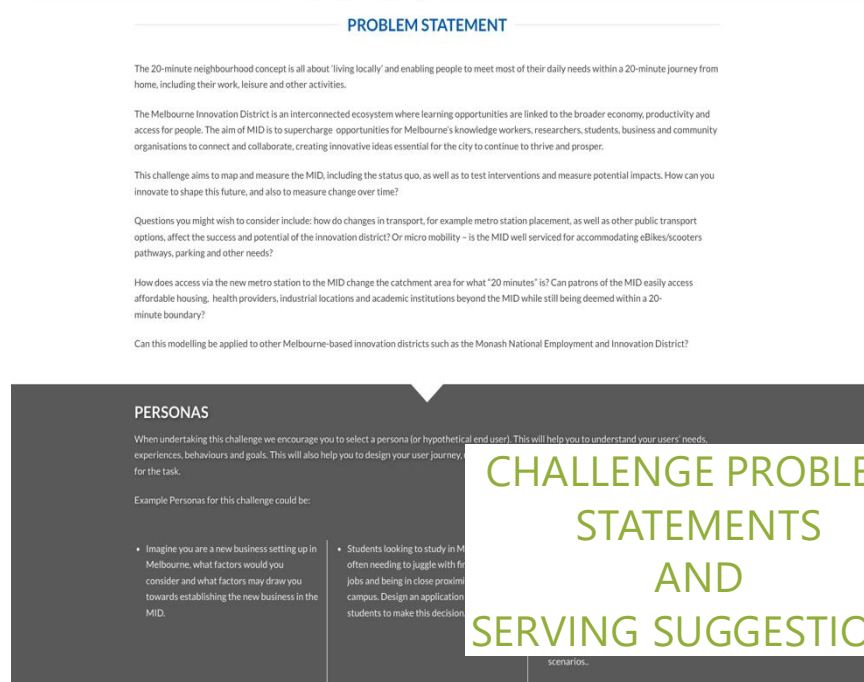 PROBLEM STATEMENT
The 20-minute neighbourhood concept is all about 'living locally' and enabling people to meet most of their daily needs within a 20-minute journey from
home, including their work, leisure and other activities.
The Melbourne Innovation District is an interconnected ecosystem where learning opportunities are linked to the broader economy, productivity and
access for people. The aim of MID is to supercharge opportunities for Melbourne's knowledge workers, researchers, students, business and community
organisations to connect and collaborate, creating innovative ideas essential for the city to continue to thrive and prosper.
This challenge aims to map and measure the MID, including the status quo, as well as to test interventions and measure potential impacts. How can you
innovate to shape this future, and also to measure change over time?
Questions you might wish to consider include: how do changes in transport, for example metro station placement, as well as other public transport
options, affect the success and potential of the innovation district? Or micro mobility – is the MID well serviced for accommodating eBikes/scooters
pathways, parking and other needs?
How does access via the new metro station to the MID change the catchment area for what "20 minutes" is? Can patrons of the MID easily access
affordable housing, health providers, industrial locations and academic institutions beyond the MID while still being deemed within a 20-
minute boundary?
Can this modelling be applied to other Melbourne-based innovation districts such as the Monash National Employment and Innovation District?
PERSONAS
When undertaking this challenge we encourage you to select a persona (or hypothetical end user). This will help you to understand your users' needs,
experiences, behaviours and goals. This will also help you to design your user journey,
for the task.
Example Personas for this challenge could be:
• Imagine you are a new business setting up in
Melbourne, what factors would you
consider and what factors may draw you
towards establishing the new business in the
MID.
• Students looking to study in M
often needing to juggle with
jobs and being in close
campus. Design an application
students to make this decision
CHALLENGE PROBLE
STATEMENTS
AND
SERVING SUGGESTIO
scenarios..